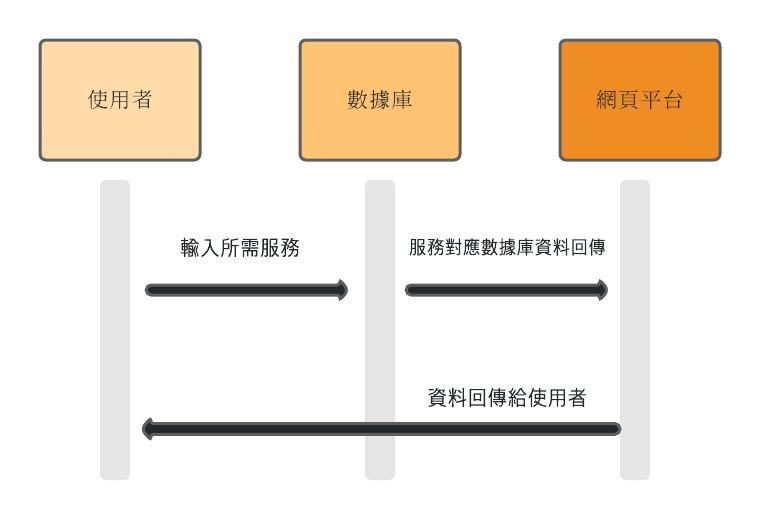 使用者
數據庫
網頁平台
輸入所需服務
服務對應數據庫資料回傳
資料回傳給使用者